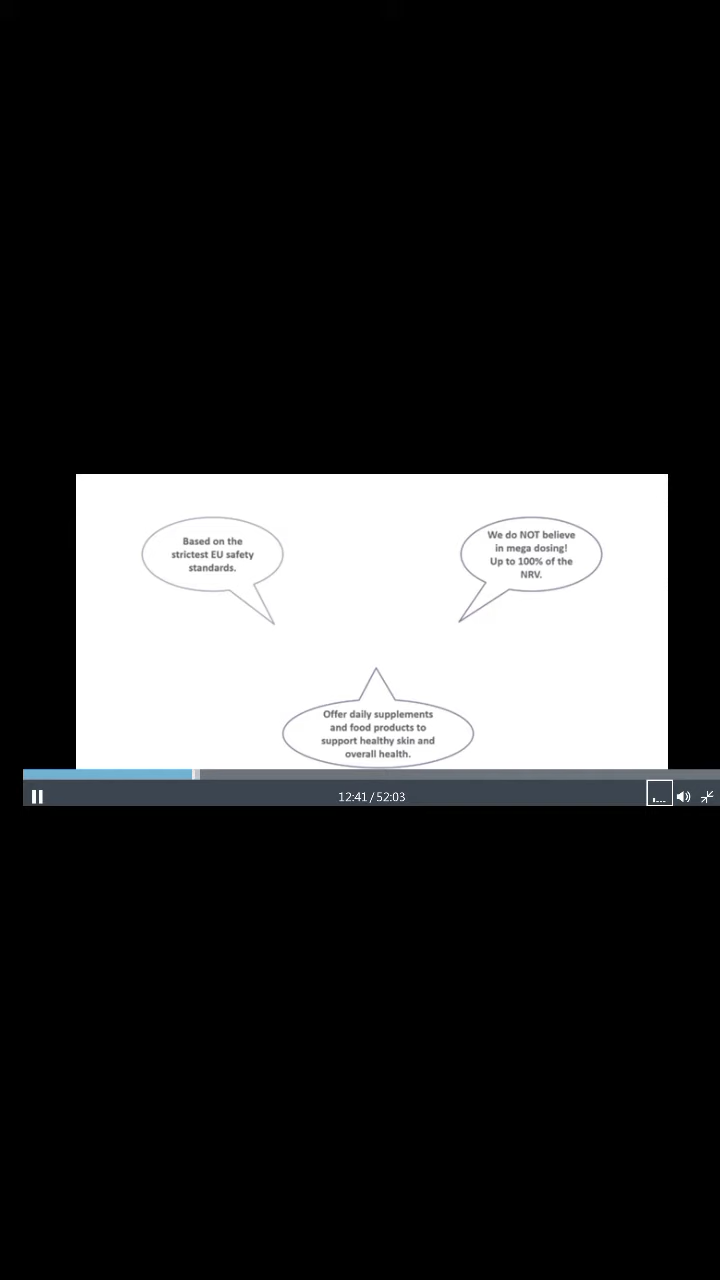 Based on the
strictest EU safety
standards.
We do NOT believe
in mega dosing!
Up to 100% of the
NRV.
Offer daily supplements
and food products to
support healthy skin and
overall health.
12:41/52:03